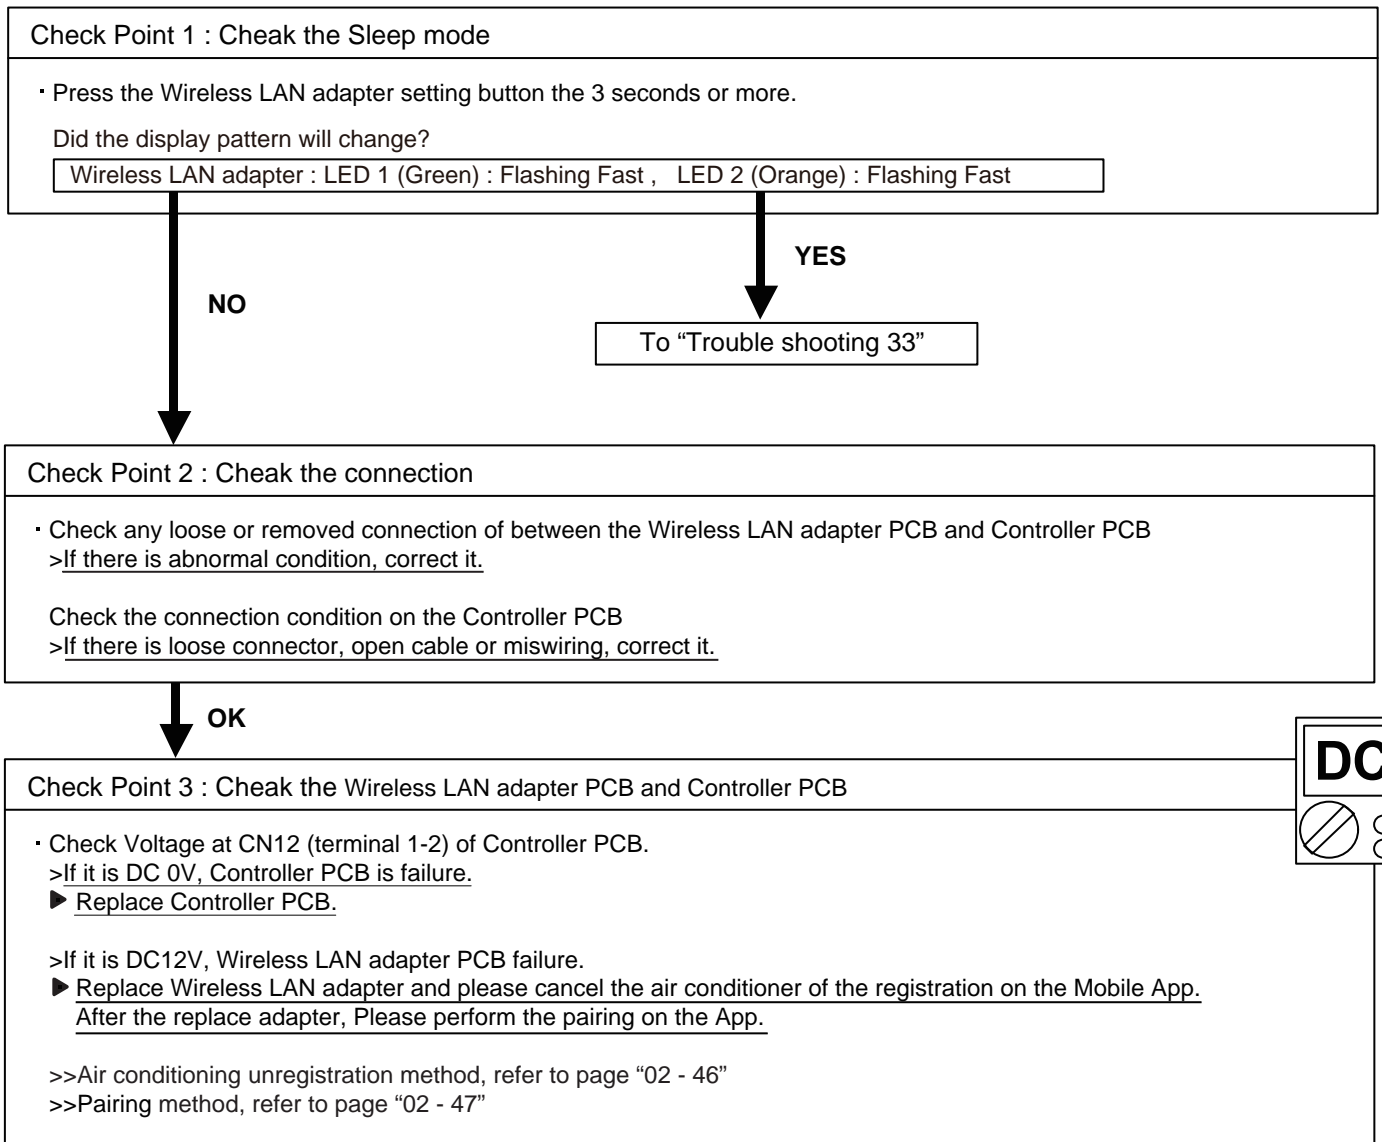 Check Point 1 : Cheak the Sleep mode
· Press the Wireless LAN adapter setting button the 3 seconds or more.
Did the display pattern will change?
Wireless LAN adapter : LED 1 (Green) : Flashing Fast ,   LED 2 (Orange) : Flashing Fast
YES
NO
To “Trouble shooting 33”
Check Point 2 : Cheak the connection
· Check any loose or removed connection of between the Wireless LAN adapter PCB and Controller PCB
>If there is abnormal condition, correct it.
Check the connection condition on the Controller PCB
>If there is loose connector, open cable or miswiring, correct it.
OK
DC
Check Point 3 : Cheak the Wireless LAN adapter PCB and Controller PCB
· Check Voltage at CN12 (terminal 1-2) of Controller PCB.
>If it is DC 0V, Controller PCB is failure.
▶ Replace Controller PCB.
>If it is DC12V, Wireless LAN adapter PCB failure.
▶ Replace Wireless LAN adapter and please cancel the air conditioner of the registration on the Mobile App.
After the replace adapter, Please perform the pairing on the App.
>>Air conditioning unregistration method, refer to page “02 - 46”
>>Pairing method, refer to page “02 - 47”